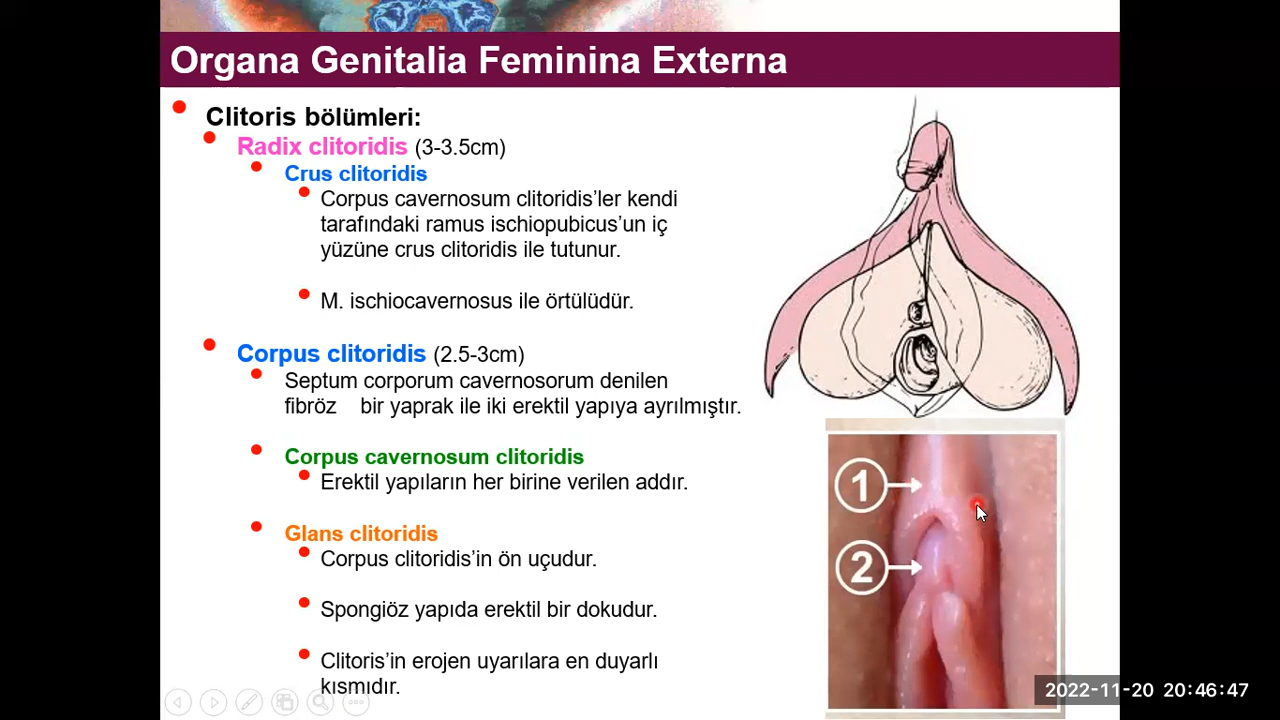 Organa Genitalia Feminina Externa
Clitoris bölümleri:
Radix clitoridis (3-3.5cm)
Crus clitoridis
Corpus cavernosum clitoridis’ler kendi
tarafındaki ramus ischiopubicus’un iç
yüzüne crus clitoridis ile tutunur.
M. ischiocavernosus ile örtülüdür.
Corpus clitoridis (2.5-3cm)
Septum corporum cavernosorum denilen
fibröz bir yaprak ile iki erektil yapıya ayrılmıştır.
Corpus cavernosum clitoridis
Erektil yapıların her birine verilen addır.
Glans clitoridis
Corpus clitoridis’in ön uçudur.
Spongiöz yapıda erektil bir dokudur.
Clitoris’in erojen uyarılara en duyarlı
kısmıdır.
1
2
2022-11-20 20:46:47